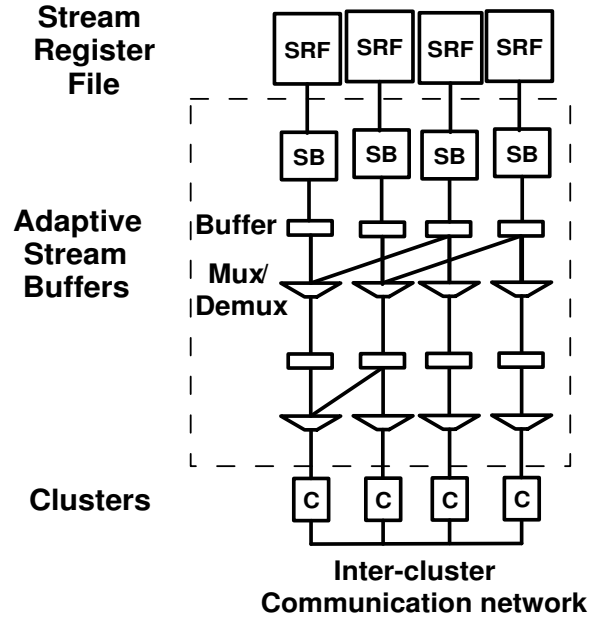 Stream
Register
File
SRF SRF SRF SRF
SB SB SB SB
Adaptive
Stream
Buffers
Buffer
Mux/
Demux
Clusters
C C C C
Inter-cluster
Communication network